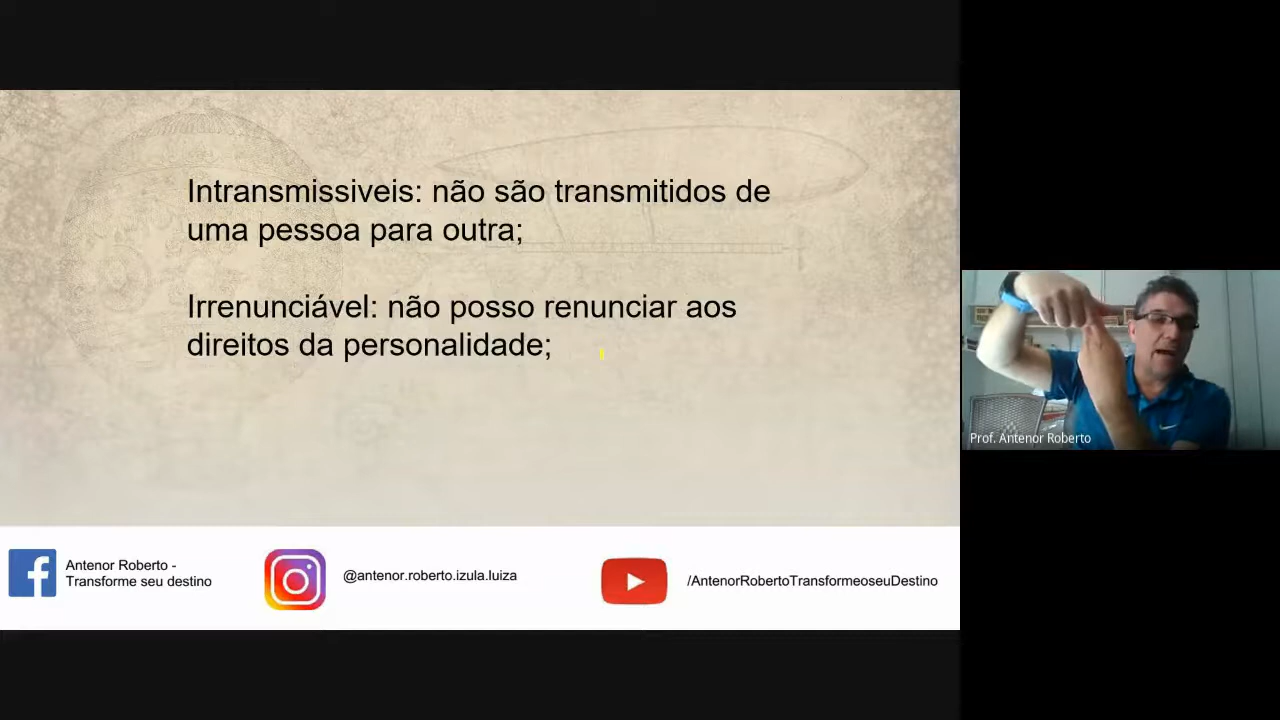 Intransmissiveis: não são transmitidos de
uma pessoa para outra;
Irrenunciável: não posso renunciar aos
direitos da personalidade;
Prof. Antenor Roberto
Antenor Roberto -
Transforme seu destino
@antenor.roberto.izula.luiza
/AntenorRobertoTransformeoseuDestino